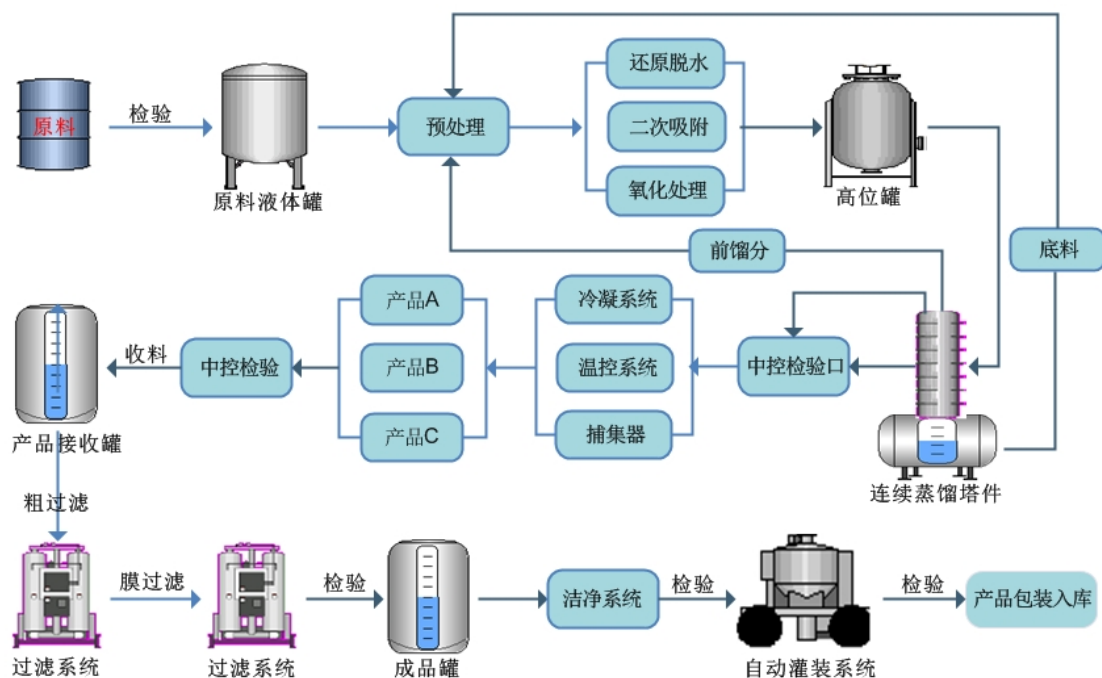 还原脱水
原料
检验
预处理
二次吸附
原料液体罐
氧化处理
高位罐
前馏分
底料
产品A
冷凝系统
收料
中控检验
产品B
温控系统
中控检验口
产品C
捕集器
产品接收罐
连续蒸馏塔件
粗过滤
膜过滤
检验
洁净系统
检验
检验
产品包装入库
过滤系统
过滤系统
成品罐
自动灌装系统